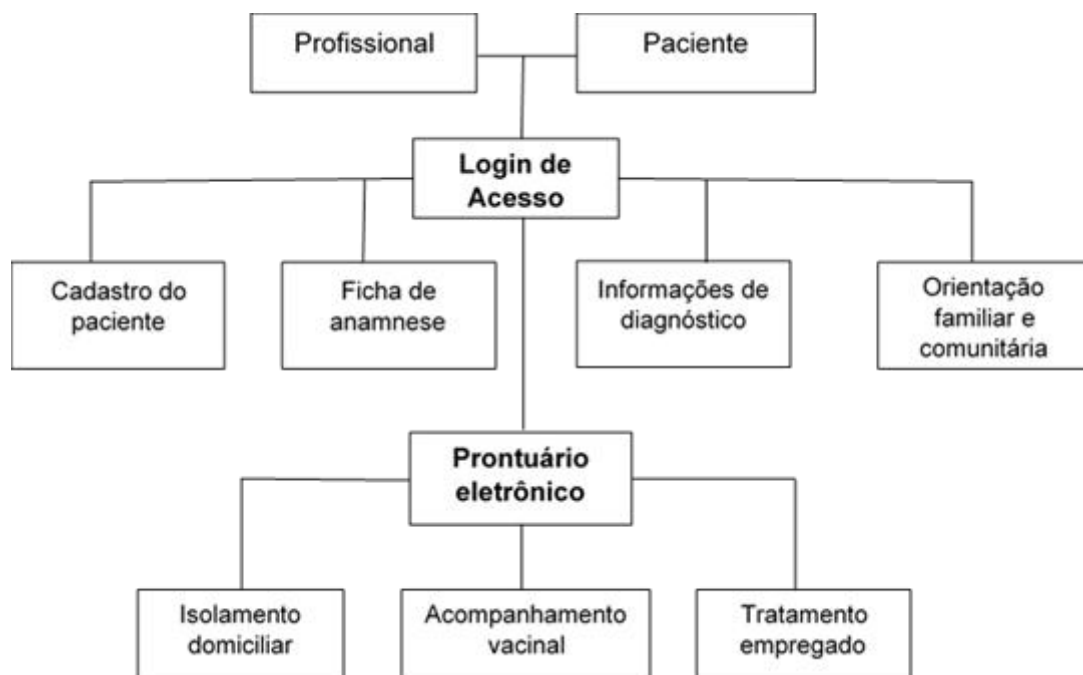 Profissional
Paciente
Login de
Acesso
Cadastro do
paciente
Ficha de
anamnese
Informações de
diagnóstico
Orientação
familiar e
comunitária
Prontuário
eletrônico
Isolamento
domiciliar
Acompanhamento
vacinal
Tratamento
empregado